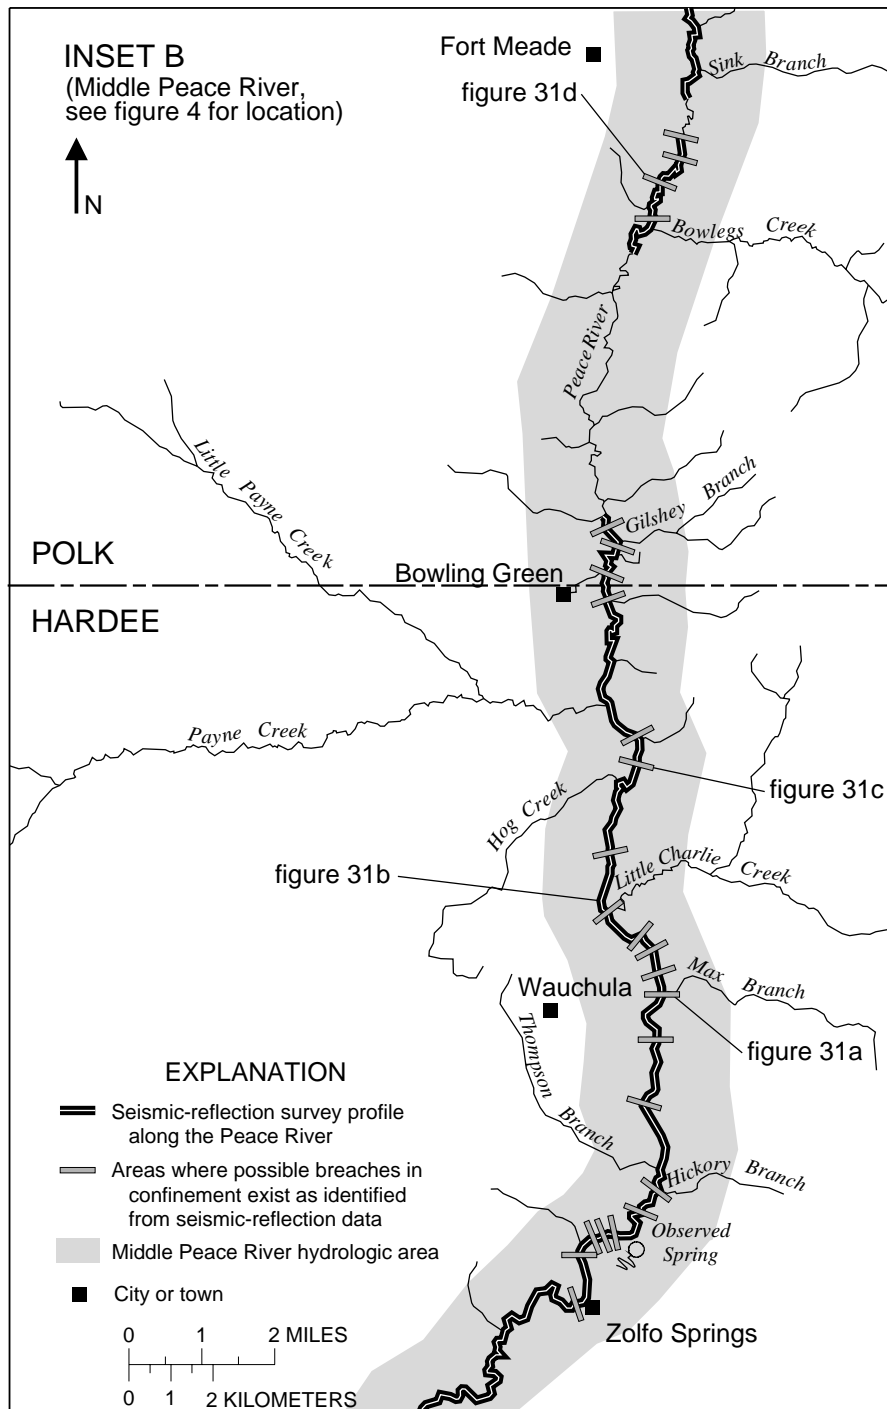 INSET B
(Middle Peace River,
see figure 4 for location)
N
Fort Meade
Sink Branch
figure 31d
Bowlegs Creek
Peace River
Little Payne Creek
Gilshey Branch
POLK
Bowling Green
HARDEE
Payne Creek
figure 31c
Hog Creek
figure 31b
Little Charlie Creek
Max Branch
Wauchula
figure 31a
Thompson Branch
Hickory Branch
Observed
Spring
Zolfo Springs
EXPLANATION
Seismic-reflection survey profile
along the Peace River
Areas where possible breaches in
confinement exist as identified
from seismic-reflection data
Middle Peace River hydrologic area
City or town
0 1 2 MILES
0 1 2 KILOMETERS